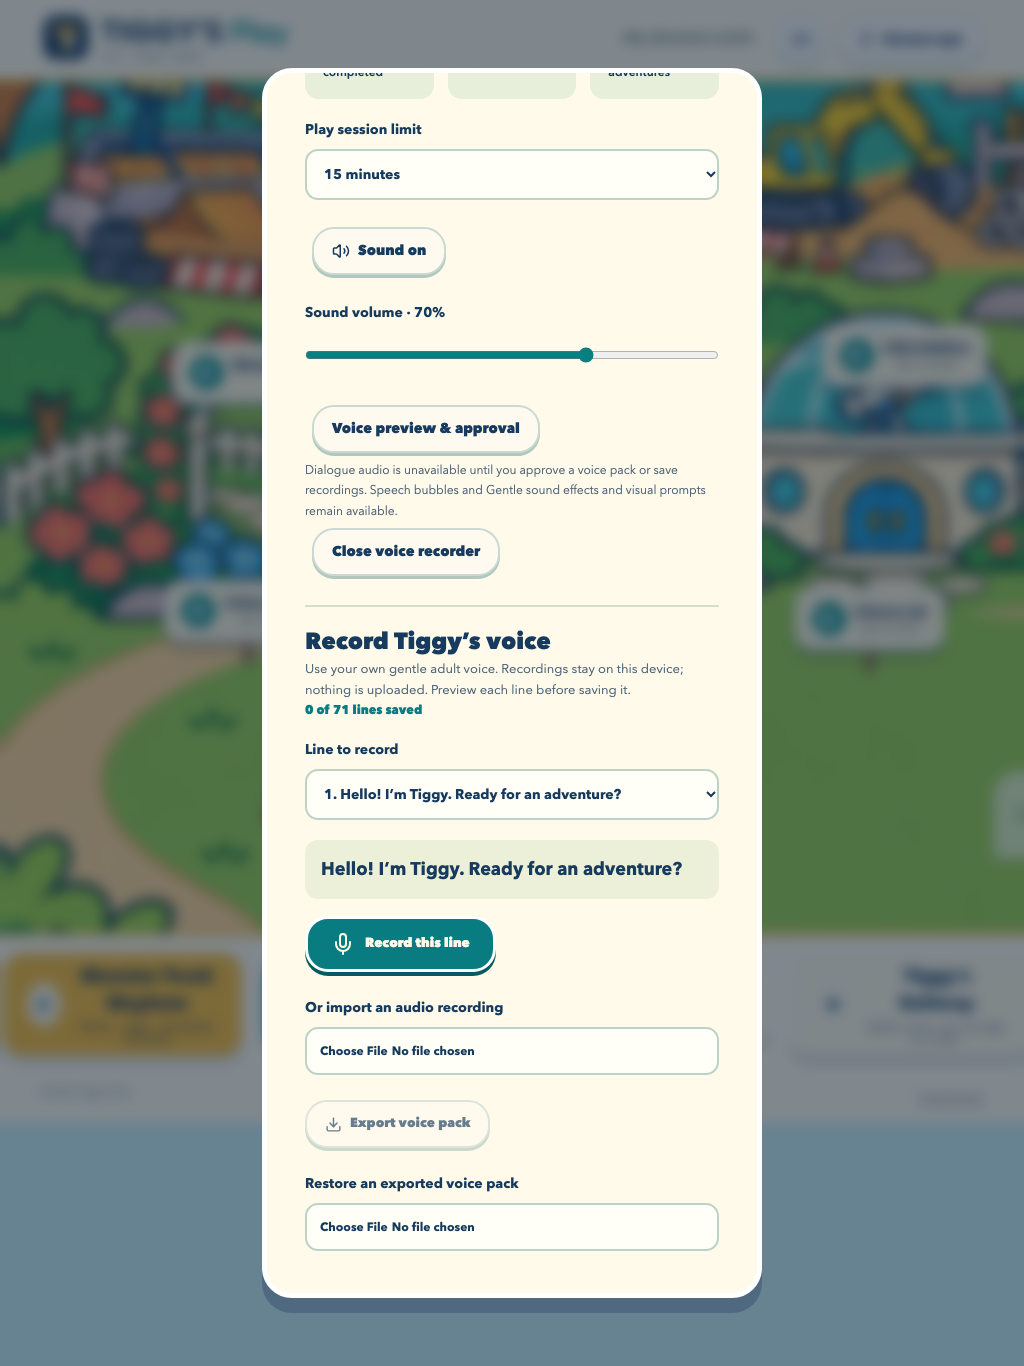 TIGGY'S Play
completed
adventures
Play session limit
15 minutes
Sound on
Sound volume · 70%
Voice preview & approval
Dialogue audio is unavailable until you approve a voice pack or save
recordings. Speech bubbles and Gentle sound effects and visual prompts
remain available.
Close voice recorder
Record Tiggy’s voice
Use your own gentle adult voice. Recordings stay on this device;
nothing is uploaded. Preview each line before saving it.
0 of 71 lines saved
Line to record
1. Hello! I’m Tiggy. Ready for an adventure?
Hello! I’m Tiggy. Ready for an adventure?
Record this line
Or import an audio recording
Choose File No file chosen
Export voice pack
Restore an exported voice pack
Choose File No file chosen